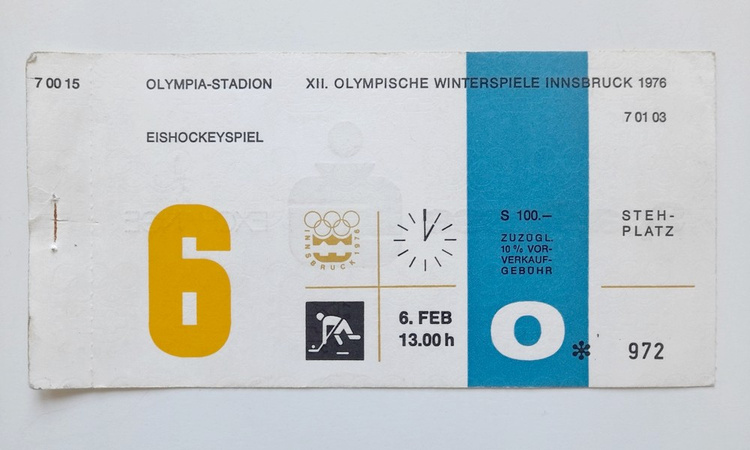 7 00 15
OLYMPIA-STADION
XII. OLYMPISCHE WINTERSPIELE INNSBRUCK 1976
7 01 03
EISHOCKEYSPIEL
6
INNSBRUCK 1976
6. FEB
13.00 h
S 100.—
ZUZÜGL.
10 % VOR-
VERKAUF-
GEBÜHR
O
*
STEH-
PLATZ
972